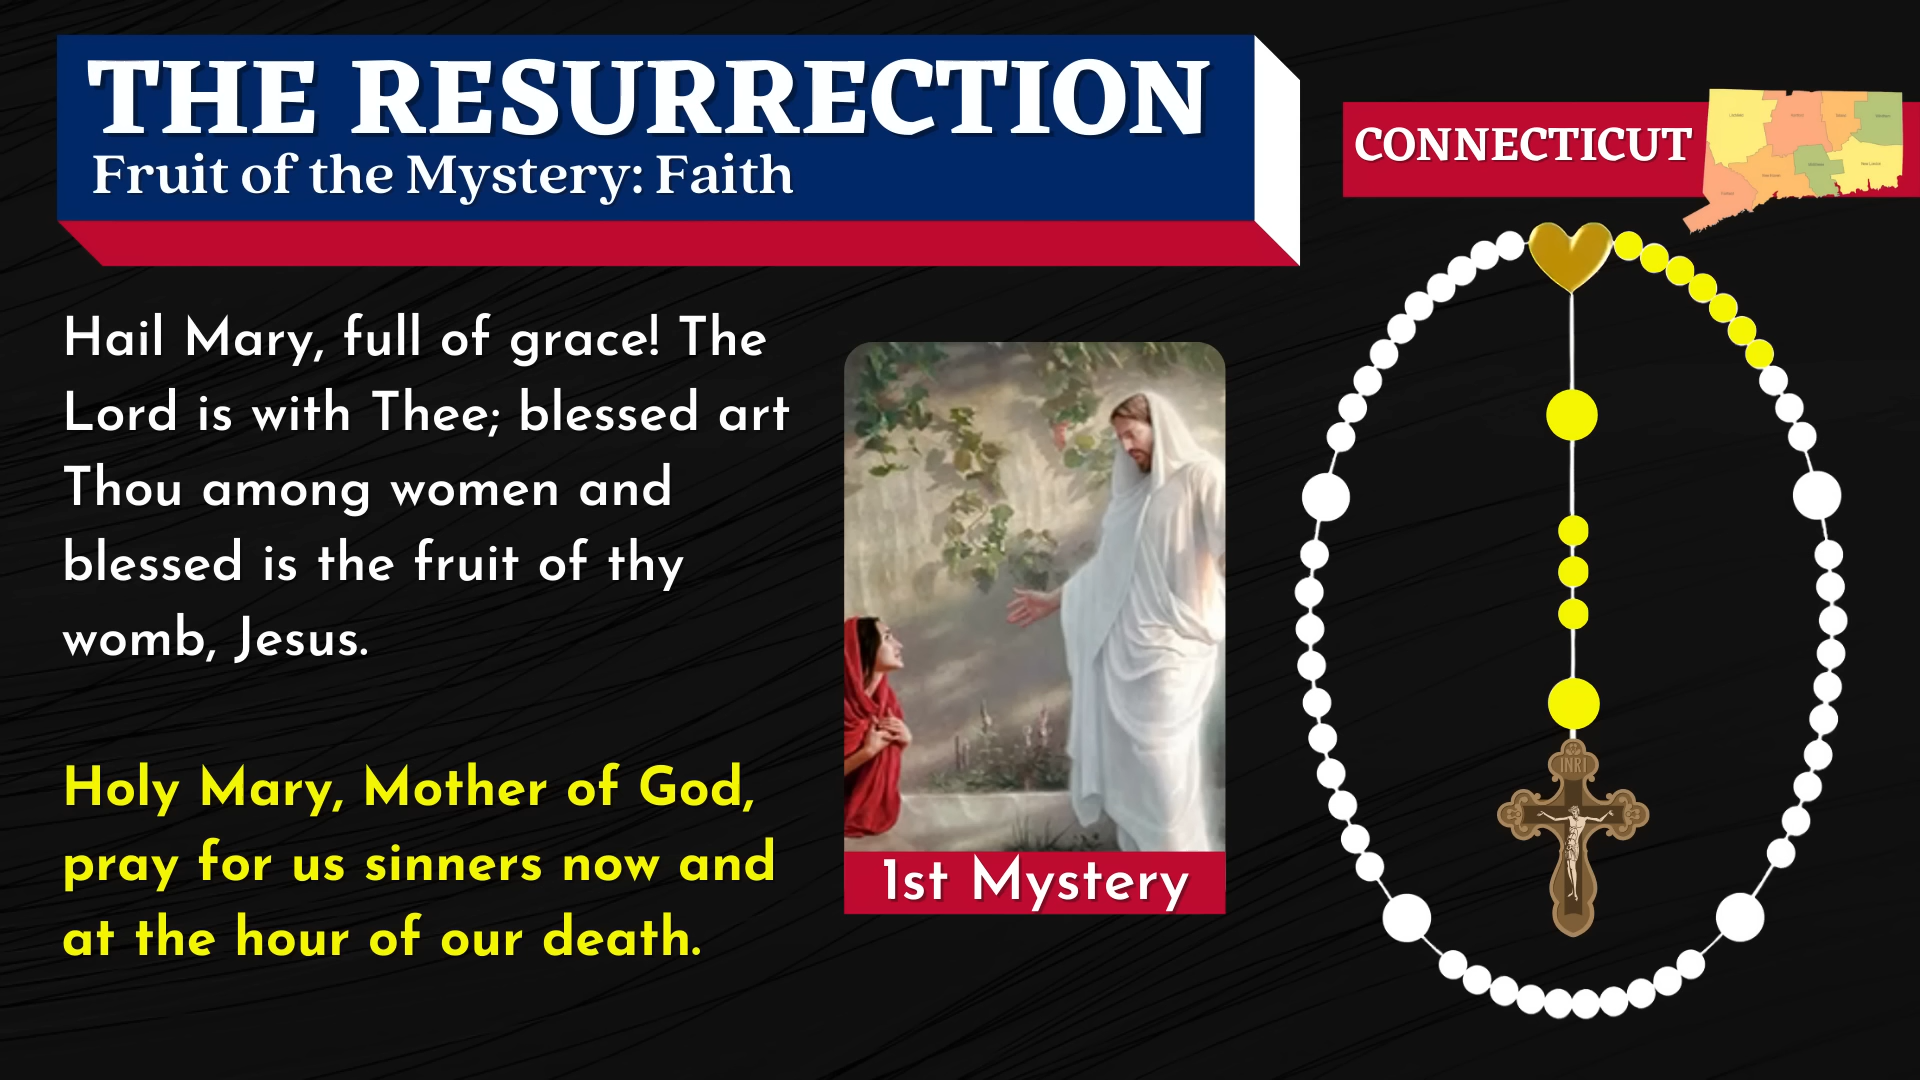 THE RESURRECTION
Fruit of the Mystery: Faith
CONNECTICUT
Hail Mary, full of grace! The
Lord is with Thee; blessed art
Thou among women and
blessed is the fruit of thy
womb, Jesus.
Holy Mary, Mother of God,
pray for us sinners now and
at the hour of our death.
1st Mystery
INRI